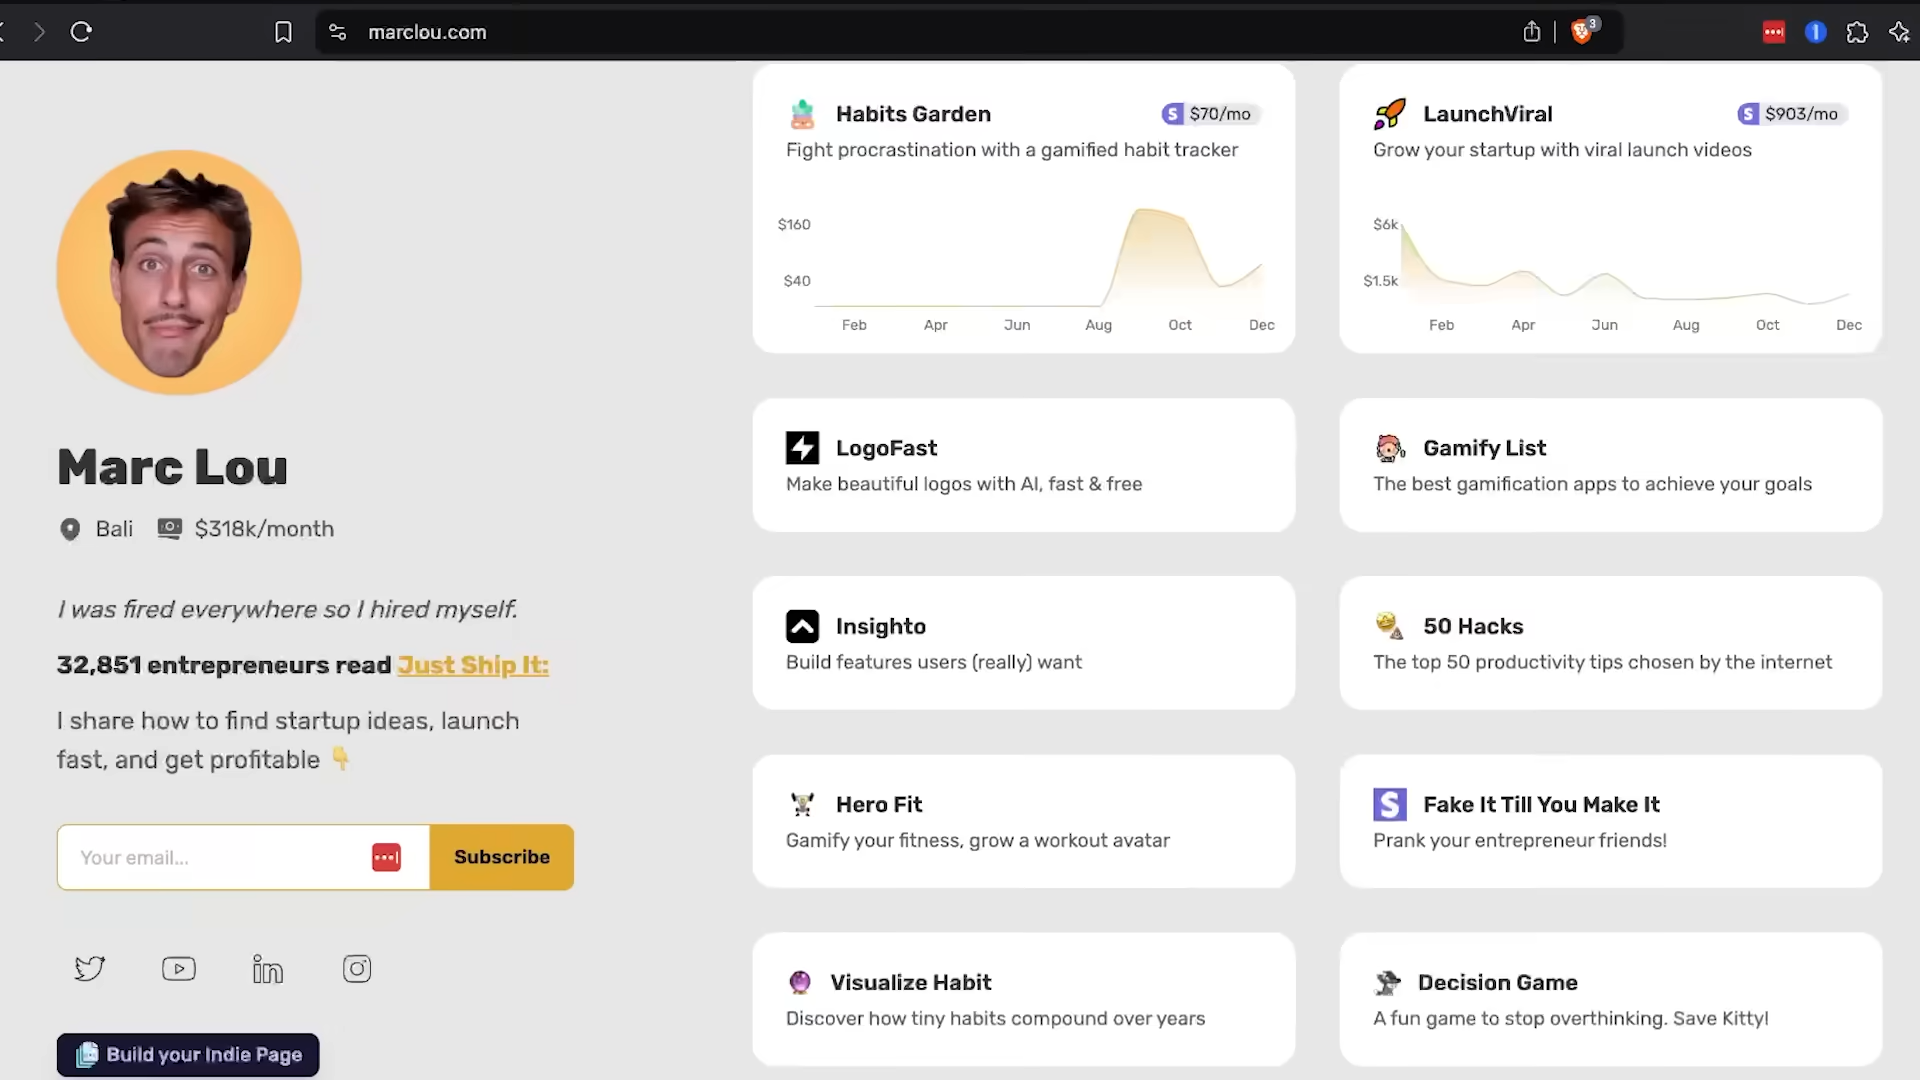 marclou.com
3
1
Marc Lou
Bali $318k/month
I was fired everywhere so I hired myself.
32,851 entrepreneurs read Just Ship It:
I share how to find startup ideas, launch
fast, and get profitable
Your email...
Subscribe
Build your Indie Page
Habits Garden
S $70/mo
Fight procrastination with a gamified habit tracker
$160
$40
Feb Apr Jun Aug Oct Dec
LaunchViral
S $903/mo
Grow your startup with viral launch videos
$6k
$1.5k
Feb Apr Jun Aug Oct Dec
LogoFast
Make beautiful logos with AI, fast & free
Gamify List
The best gamification apps to achieve your goals
Insighto
Build features users (really) want
50 Hacks
The top 50 productivity tips chosen by the internet
Hero Fit
Gamify your fitness, grow a workout avatar
S Fake It Till You Make It
Prank your entrepreneur friends!
Visualize Habit
Discover how tiny habits compound over years
Decision Game
A fun game to stop overthinking. Save Kitty!